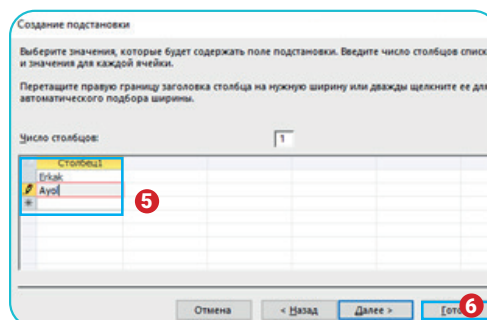 Создание подстановки
Выберите значения, которые будет содержать поле подстановки. Введите число столбцов списк
и значения для каждой ячейки.
Перетащите правую границу заголовка столбца на нужную ширину или дважды щелкните ее для
автоматического подбора ширины.
Число столбцов: 1
Столбец1
Erkak
Ayol
5
Отмена < Назад Далее > Гото 6